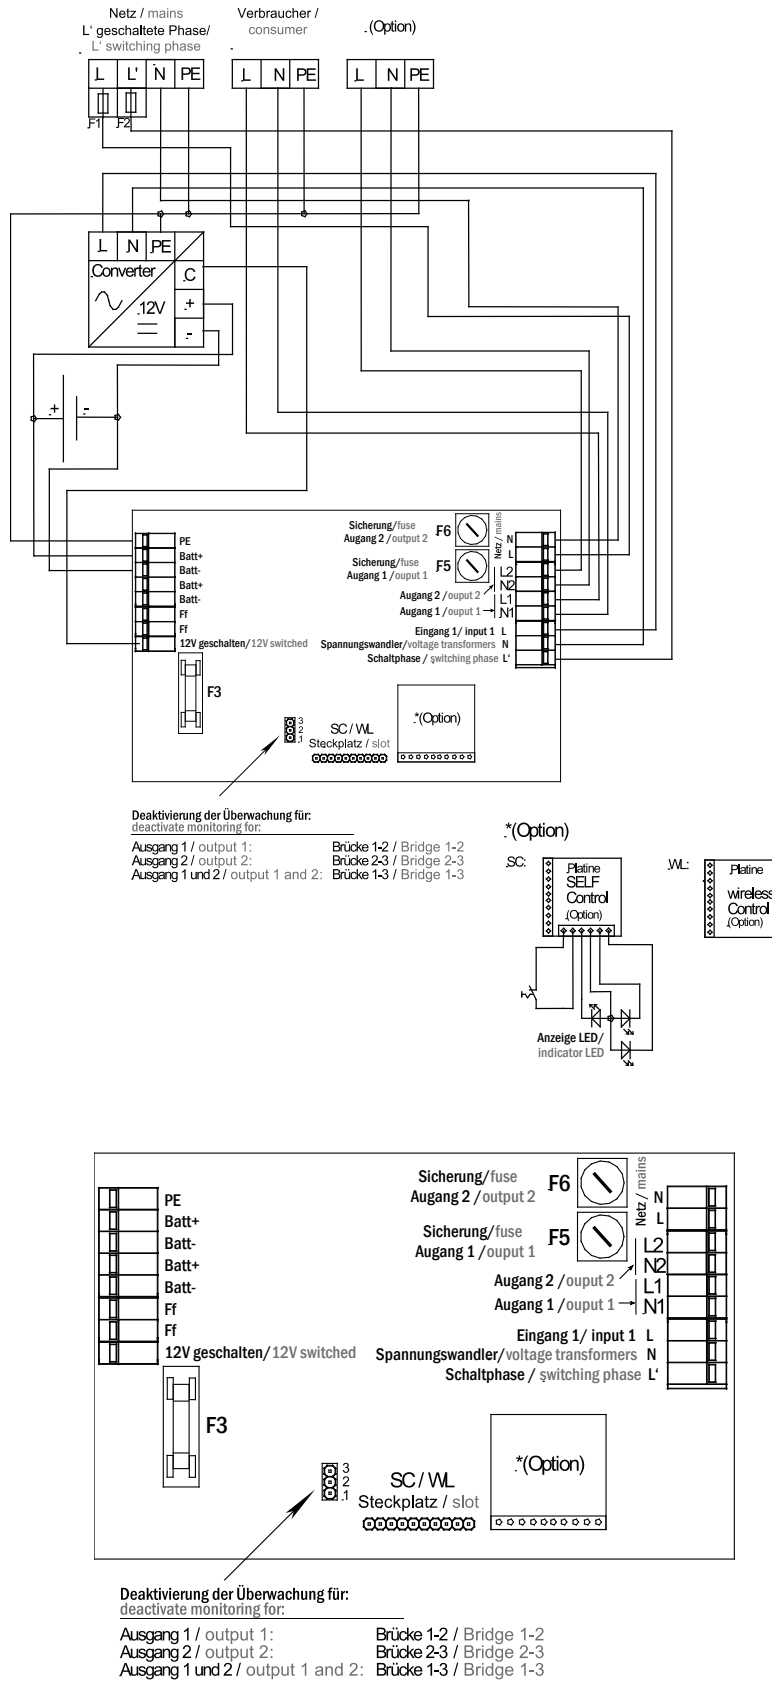 Netz / mains
L‘ geschaltete Phase/
L‘ switching phase
Verbraucher /
consumer
(Option)
L L' N PE
L N PE
L N PE
F1 F2
L N PE
Converter
C
12V
+
-
+ -
PE
Batt+
Batt-
Batt+
Batt-
Ff
Ff
12V geschalten/12V switched
F3
Sicherung/fuse
Augang 2 /output 2
F6
Sicherung/fuse
Augang 1 /ouput 1
F5
Netz / mains
N
L
L2
N2
L1
N1
Augang 2 /ouput 2
Augang 1 /ouput 1
Eingang 1/ input 1 L
Spannungswandler/voltage transformers N
Schaltphase / switching phase L‘
3
2
1
SC / WL
Steckplatz / slot
*(Option)
Deaktivierung der Überwachung für:
deactivate monitoring for:
Ausgang 1 / output 1: Brücke 1-2 / Bridge 1-2
Ausgang 2 / output 2: Brücke 2-3 / Bridge 2-3
Ausgang 1 und 2 / output 1 and 2: Brücke 1-3 / Bridge 1-3
*(Option)
SC:
Platine
SELF
Control
(Option)
WL:
Platine
wireless
Control
(Option)
Anzeige LED/
indicator LED
Sicherung/fuse
Augang 2 /output 2
F6
Sicherung/fuse
Augang 1 /ouput 1
F5
Netz / mains
N
L
L2
N2
L1
N1
PE
Batt+
Batt-
Batt+
Batt-
Ff
Ff
12V geschalten/12V switched
F3
Augang 2 /ouput 2
Augang 1 /ouput 1
Eingang 1/ input 1 L
Spannungswandler/voltage transformers N
Schaltphase / switching phase L‘
3
2
1
SC / WL
Steckplatz / slot
*(Option)
Deaktivierung der Überwachung für:
deactivate monitoring for:
Ausgang 1 / output 1: Brücke 1-2 / Bridge 1-2
Ausgang 2 / output 2: Brücke 2-3 / Bridge 2-3
Ausgang 1 und 2 / output 1 and 2: Brücke 1-3 / Bridge 1-3